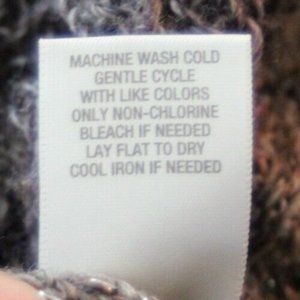 MACHINE WASH COLD
GENTLE CYCLE
WITH LIKE COLORS
ONLY NON-CHLORINE
BLEACH IF NEEDED
LAY FLAT TO DRY
COOL IRON IF NEEDED